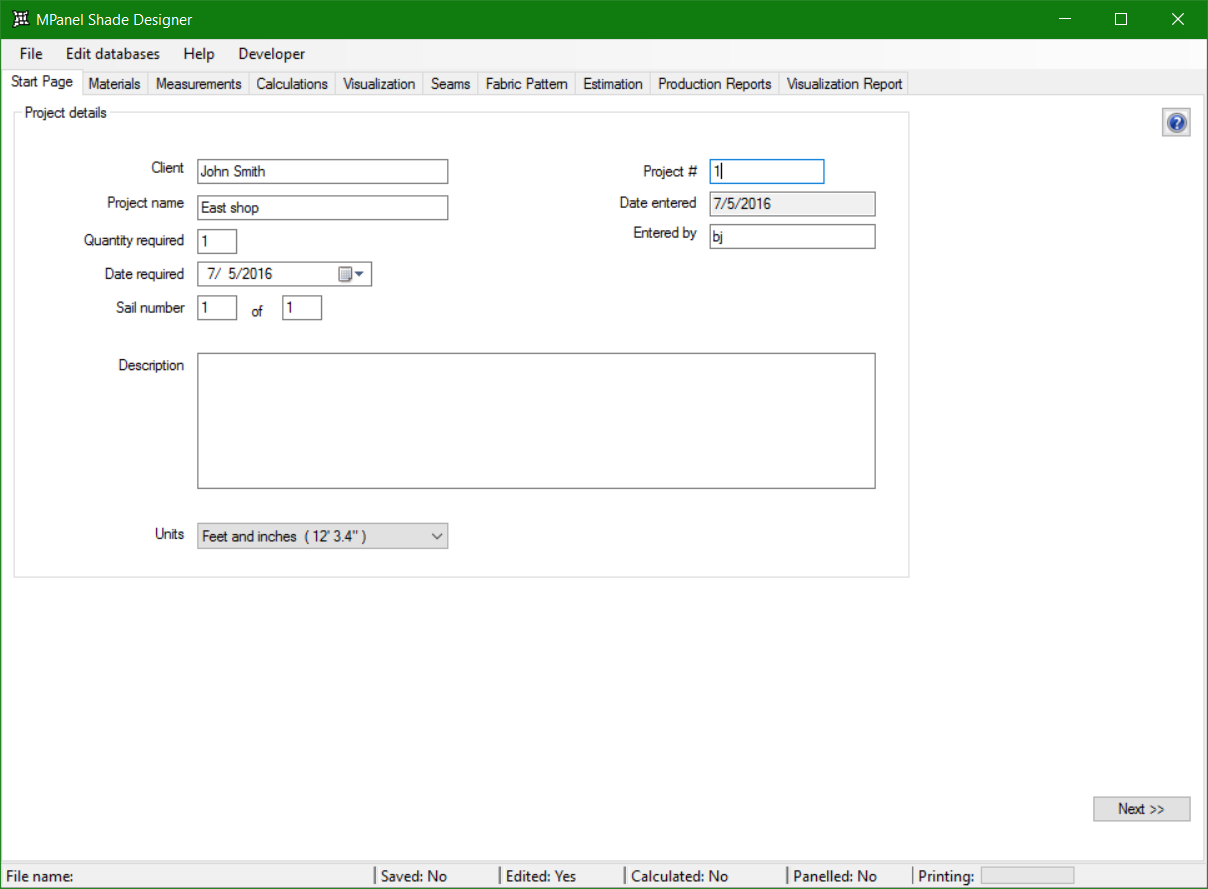 MPanel Shade Designer
File Edit databases Help Developer
Start Page Materials Measurements Calculations Visualization Seams Fabric Pattern Estimation Production Reports Visualization Report
Project details
Client John Smith Project # 1
Project name East shop Date entered 7/5/2016
Quantity required 1 Entered by bj
Date required 7/ 5/2016
Sail number 1 of 1
Description
Units Feet and inches ( 12' 3.4" )
Next >>
File name: Saved: No Edited: Yes Calculated: No Panelled: No Printing: